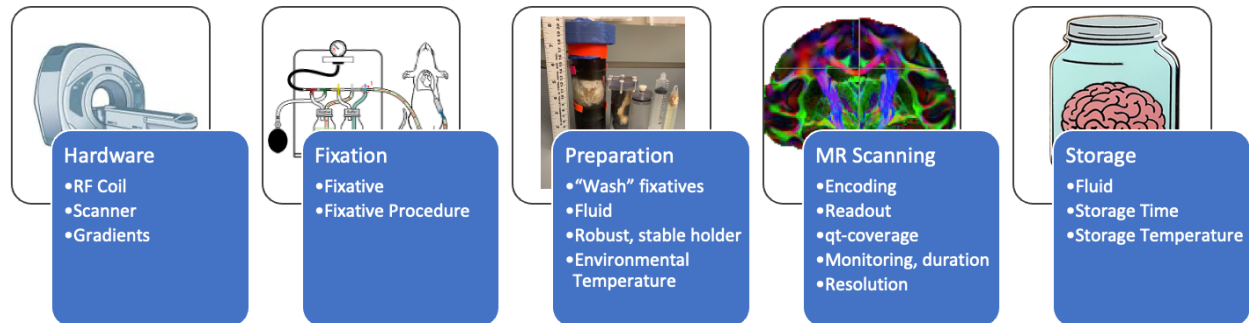 Hardware
•RF Coil
•Scanner
•Gradients
Fixation
•Fixative
•Fixative Procedure
Preparation
•“Wash” fixatives
•Fluid
•Robust, stable holder
•Environmental
Temperature
MR Scanning
•Encoding
•Readout
•qt-coverage
•Monitoring, duration
•Resolution
Storage
•Fluid
•Storage Time
•Storage Temperature